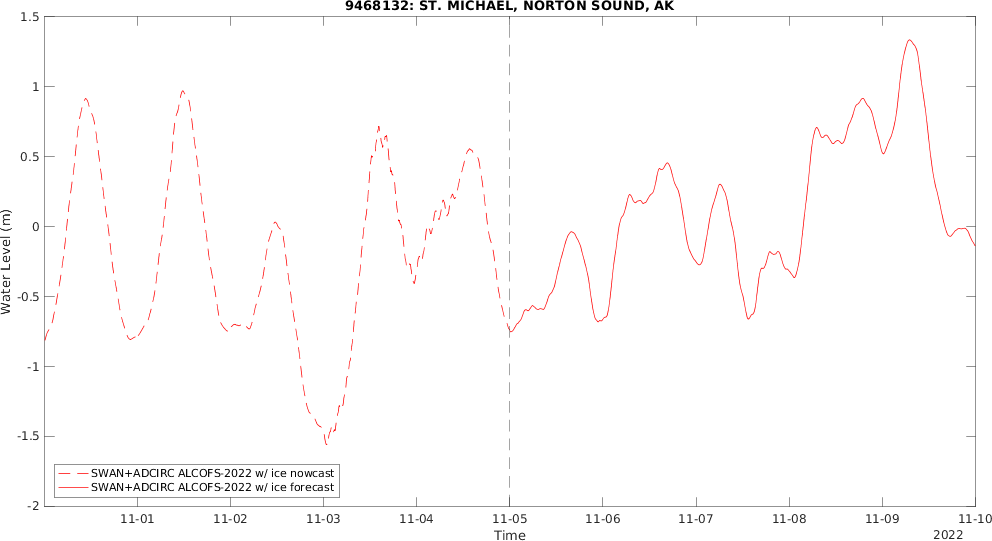 9468132: ST. MICHAEL, NORTON SOUND, AK
1.5
1
0.5
0
-0.5
-1
-1.5
-2
Water Level (m)
SWAN+ADCIRC ALCOFS-2022 w/ ice nowcast
SWAN+ADCIRC ALCOFS-2022 w/ ice forecast
11-01 11-02 11-03 11-04 11-05 11-06 11-07 11-08 11-09 11-10
Time
2022